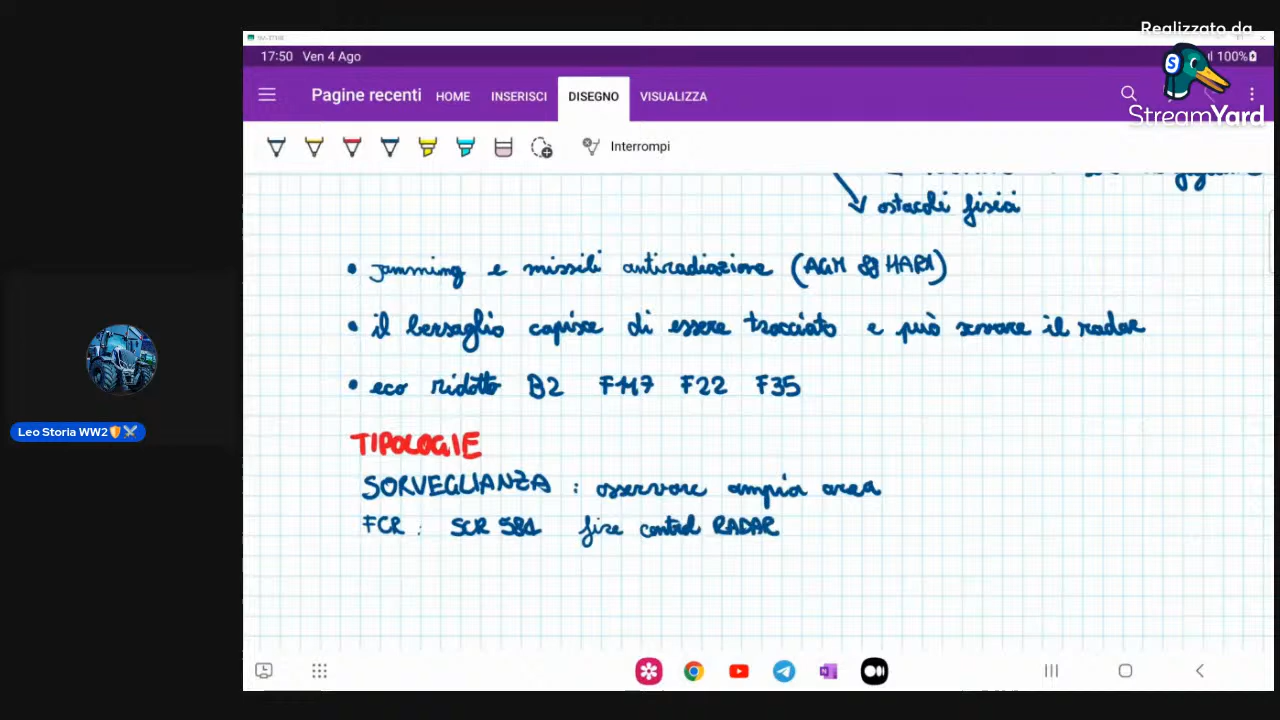 Realizzato da
StreamYard
17:50 Ven 4 Ago
100%
Pagine recenti HOME INSERISCI DISEGNO VISUALIZZA
Interrompi
ostacoli fisici
• jamming e missili antiradiazione (AGM 88 HARM)
• il bersaglio capisce di essere tracciato e può trovare il radar
• eco ridotto B2 F117 F22 F35
TIPOLOGIE
SORVEGLIANZA : osservare ampia area
FCR : SCR 584 fire control RADAR
Leo Storia WW2